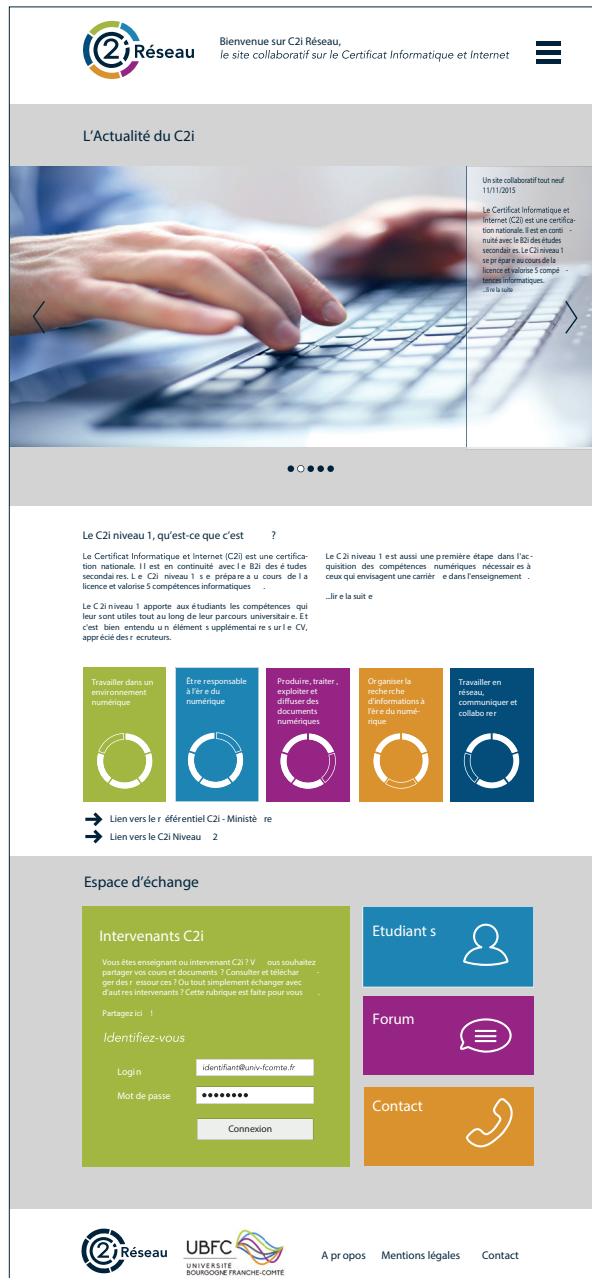 C2i Réseau
Bienvenue sur C2i Réseau,
le site collaboratif sur le Certificat Informatique et Internet
L'Actualité du C2i
Un site collaboratif tout neuf
11/11/2015
Le Certificat Informatique et
Internet (C2i) est une certifica-
tion nationale. Il est en conti -
nuité avec le B2i des études
secondaires. Le C2i niveau 1
se prépare au cours de la
licence et valorise 5 compé -
tences informatiques.
...lire la suite
Le C2i niveau 1, qu'est-ce que c'est ?
Le Certificat Informatique et Internet (C2i) est une certifica-
tion nationale. Il est en continuité avec le B2i des études
secondaires. Le C2i niveau 1 se prépare au cours de la
licence et valorise 5 compétences informatiques .
Le C2i niveau 1 apporte aux étudiants les compétences qui
leur sont utiles tout au long de leur parcours universitaire. Et
c'est bien entendu un élément supplémentaire sur le CV,
apprécié des recruteurs.
Le C2i niveau 1 est aussi une première étape dans l'ac-
quisition des compétences numériques nécessaires à
ceux qui envisagent une carrière dans l'enseignement .
...lire la suite
Travailler dans un
environnement
numérique
Être responsable
à l'ère du
numérique
Produire, traiter,
exploiter et
diffuser des
documents
numériques
Organiser la
recherche
d'informations à
l'ère du numé-
rique
Travailler en
réseau,
communiquer et
collaborer
Lien vers le référentiel C2i - Ministère
Lien vers le C2i Niveau 2
Espace d'échange
Intervenants C2i
Vous êtes enseignant ou intervenant C2i ? Vous souhaitez
partager vos cours et documents ? Consulter et téléchar -
ger des ressources ? Ou tout simplement échanger avec
d'autres intervenants ? Cette rubrique est faite pour vous .
Partagez ici !
Identifiez-vous
Login
identifiant@univ-fcomte.fr
Mot de passe
●●●●●●●●
Connexion
Etudiants
Forum
Contact
C2i Réseau
UBFC
UNIVERSITÉ
BOURGOGNE FRANCHE-COMTÉ
A propos
Mentions légales
Contact